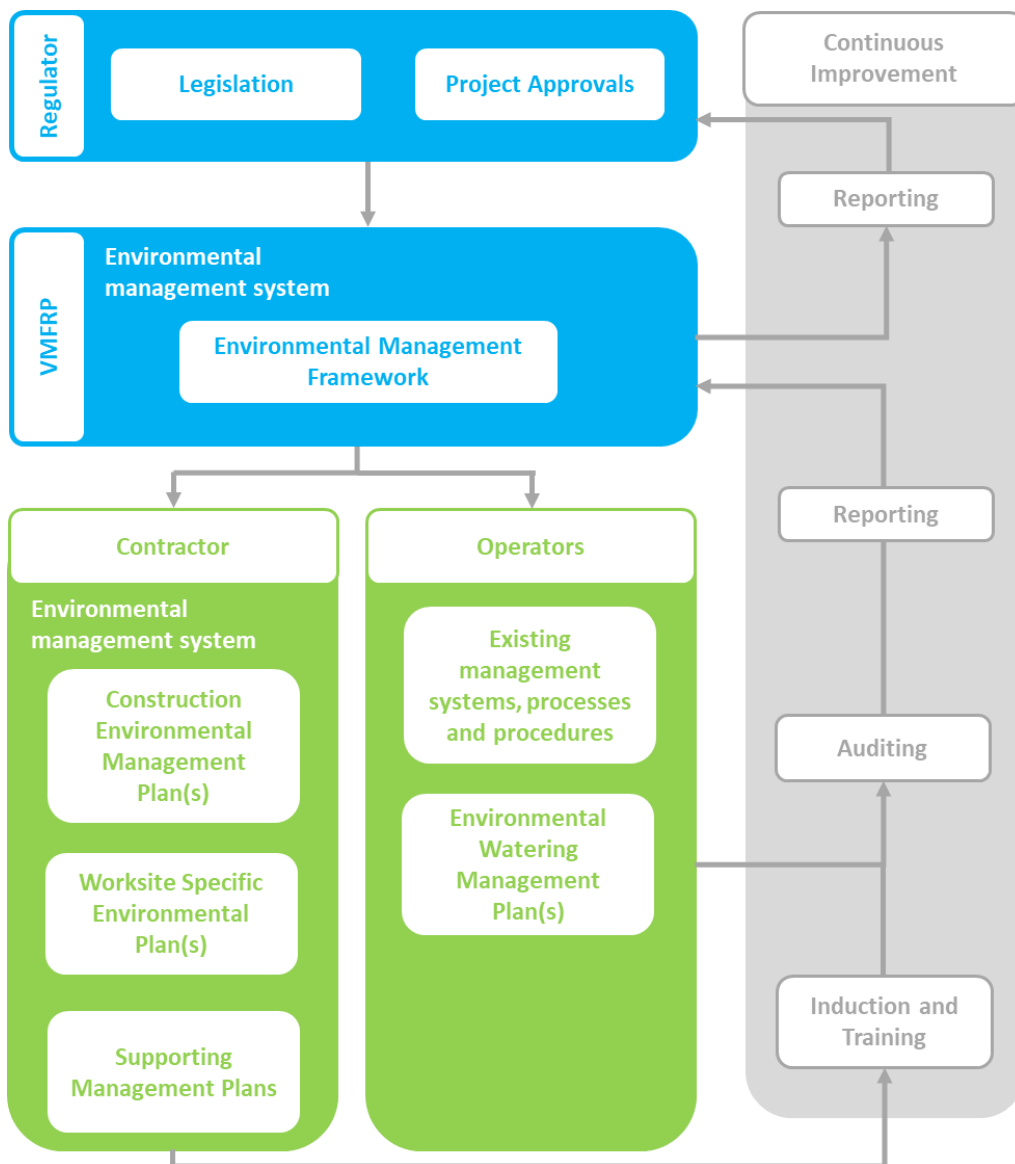 Regulator
Legislation
Project Approvals
Continuous
Improvement
Reporting
VMFRP
Environmental
management system
Environmental Management
Framework
Reporting
Contractor
Environmental
management system
Construction
Environmental
Management
Plan(s)
Worksite Specific
Environmental
Plan(s)
Supporting
Management Plans
Operators
Existing
management
systems, processes
and procedures
Environmental
Watering
Management
Plan(s)
Auditing
Induction and
Training